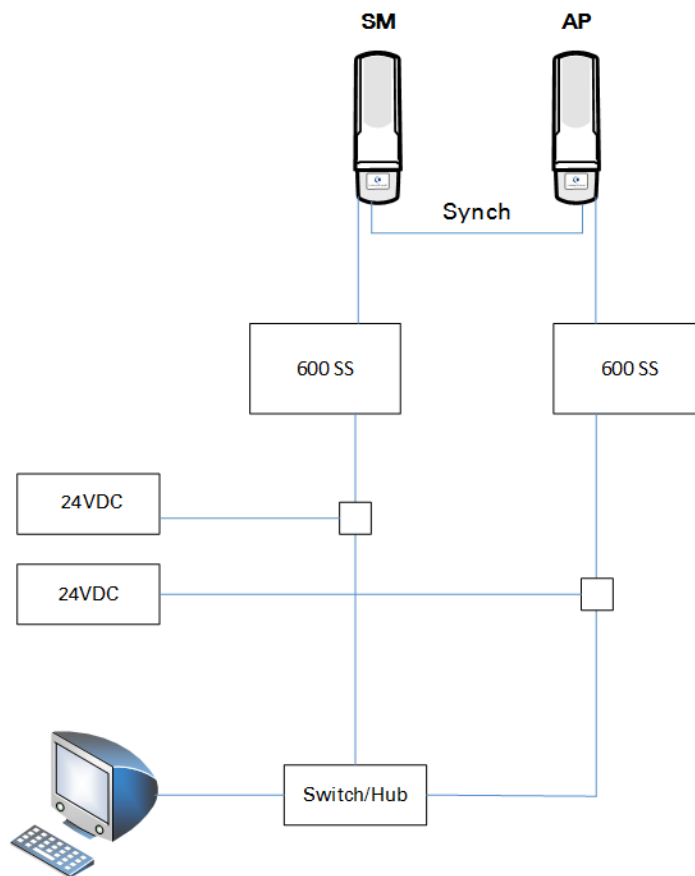 SM
AP
Synch
600 SS
600 SS
24VDC
24VDC
Switch/Hub